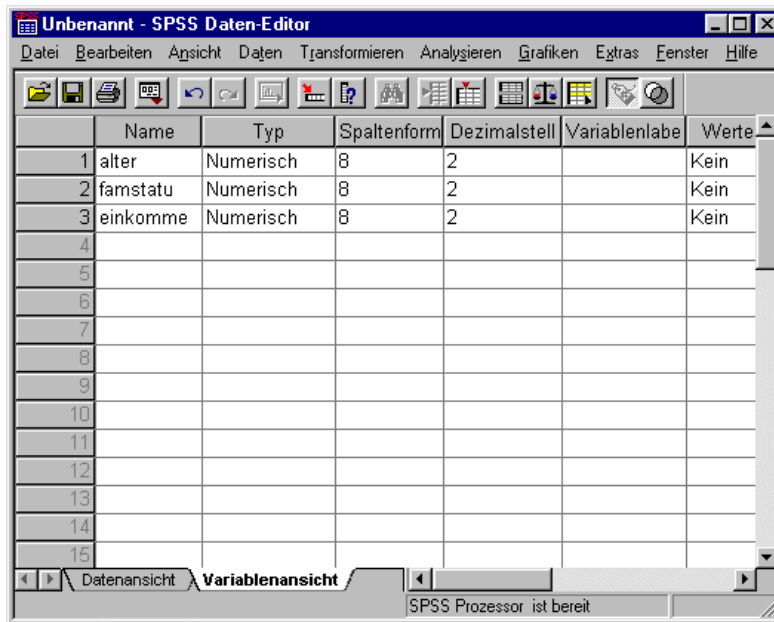 Unbenannt - SPSS Daten-Editor
Datei Bearbeiten Ansicht Daten Transformieren Analysieren Grafiken Extras Fenster Hilfe
Name Typ Spaltenform Dezimalstell Variablenlabe Werte
1 alter Numerisch 8 2 Kein
2 famstatu Numerisch 8 2 Kein
3 einkomme Numerisch 8 2 Kein
4
5
6
7
8
9
10
11
12
13
14
15
Datenansicht Variablenansicht
SPSS Prozessor ist bereit